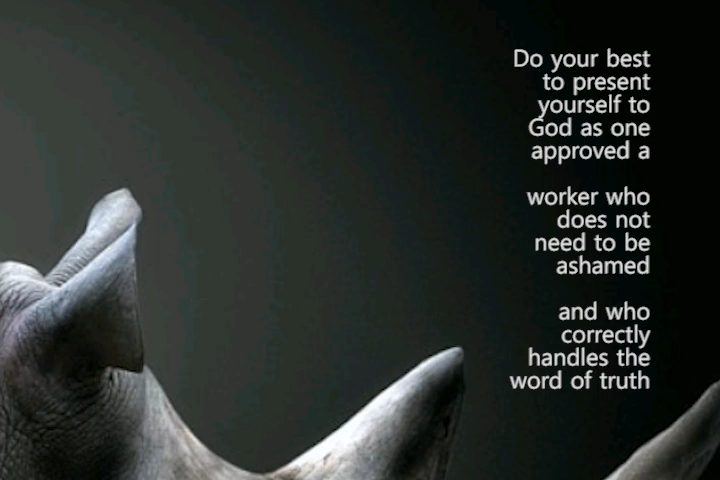 Do your best
to present
yourself to
God as one
approved a
worker who
does not
need to be
ashamed
and who
correctly
handles the
word of truth